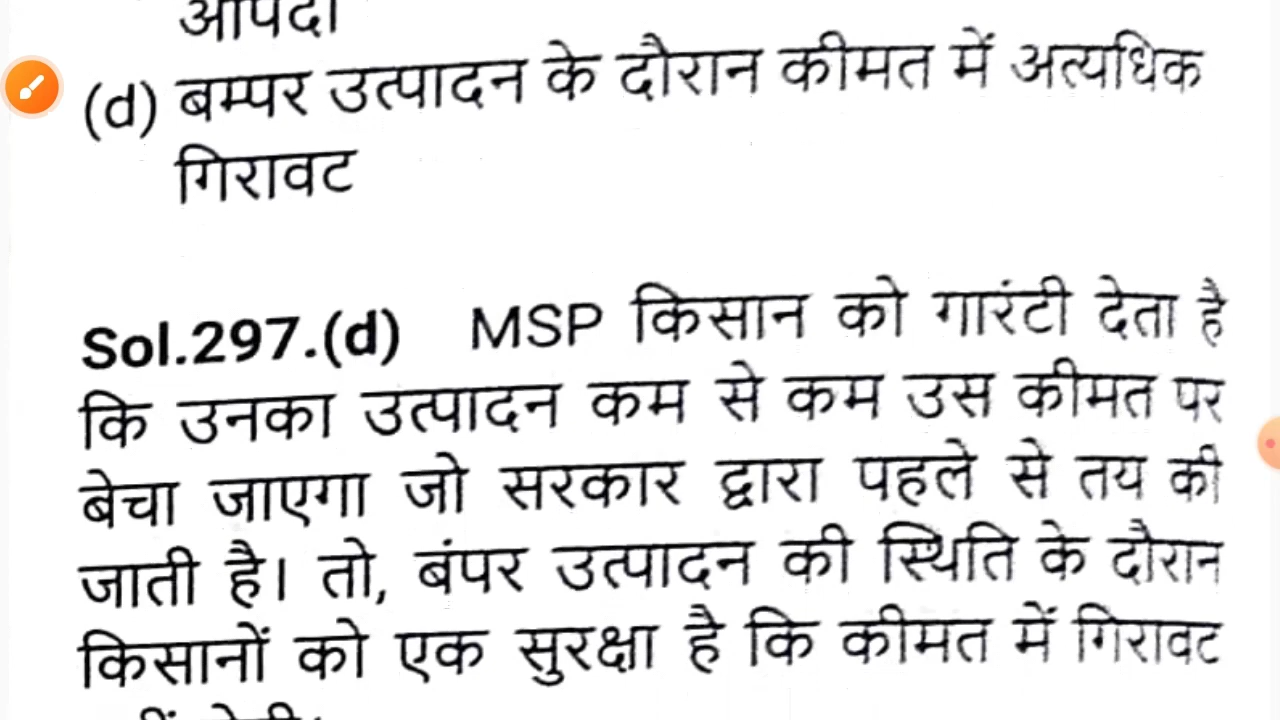 आपदा
(d) बम्पर उत्पादन के दौरान कीमत में अत्यधिक
गिरावट
Sol.297.(d) MSP किसान को गारंटी देता है
कि उनका उत्पादन कम से कम उस कीमत पर
बेचा जाएगा जो सरकार द्वारा पहले से तय की
जाती है। तो, बंपर उत्पादन की स्थिति के दौरान
किसानों को एक सुरक्षा है कि कीमत में गिरावट